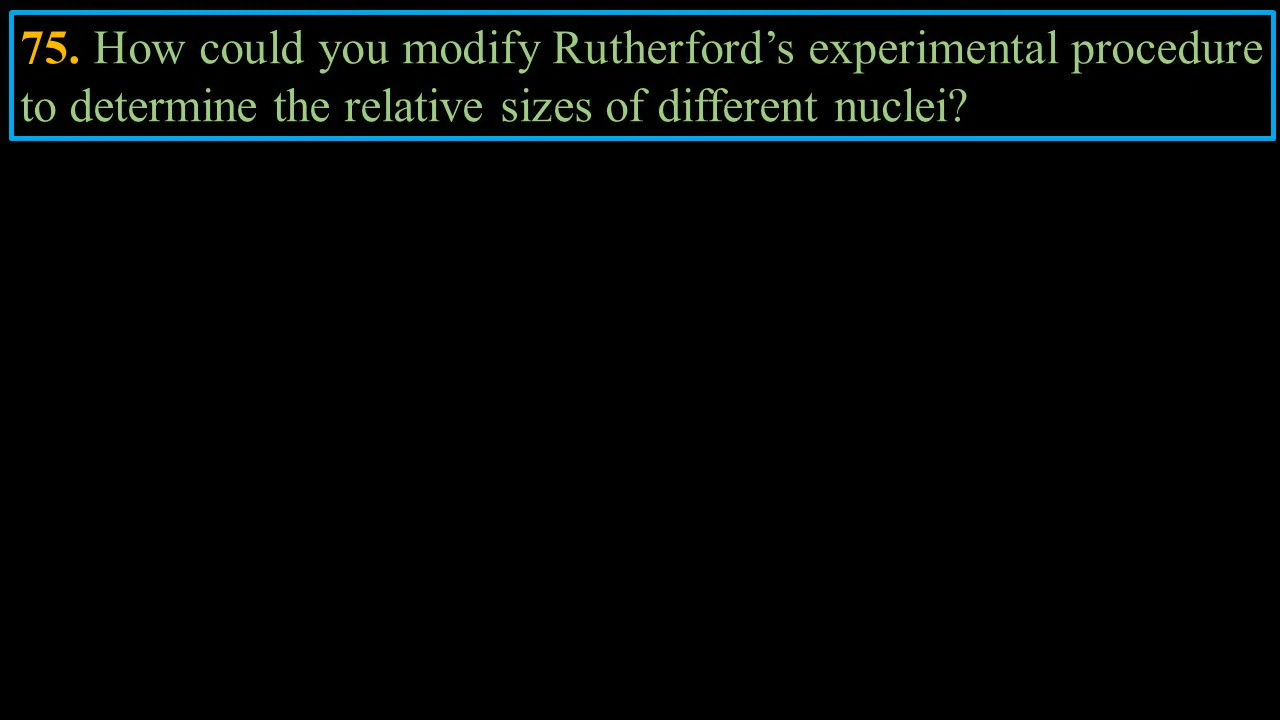 75. How could you modify Rutherford’s experimental procedure
to determine the relative sizes of different nuclei?